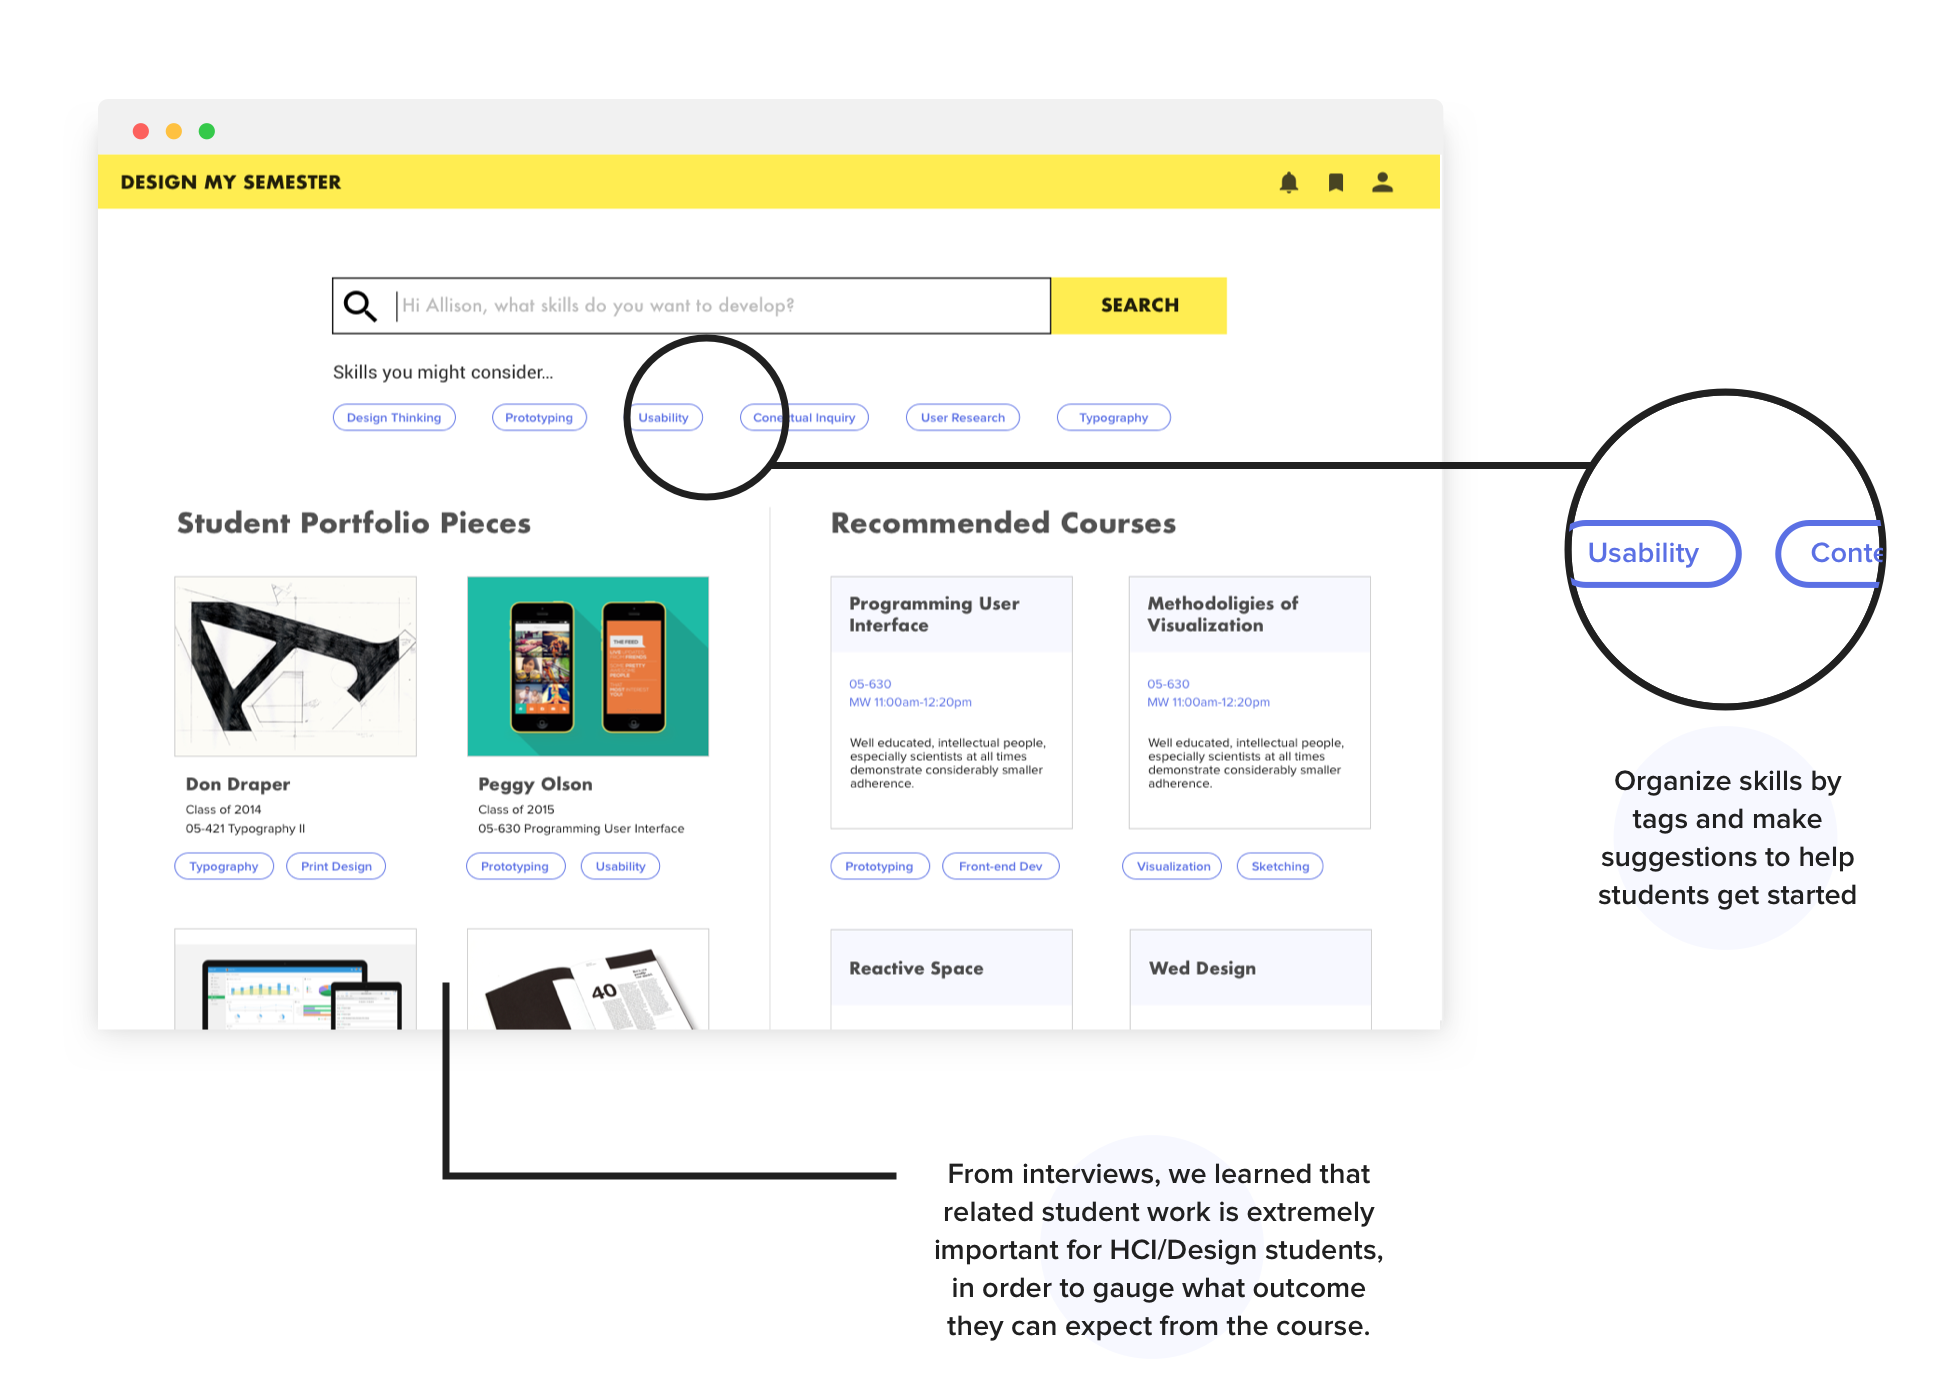 DESIGN MY SEMESTER
Hi Allison, what skills do you want to develop?
SEARCH
Skills you might consider...
Design Thinking
Prototyping
Usability
Con tual Inquiry
User Research
Typography
Usability
Conte
Organize skills by
tags and make
suggestions to help
students get started
Student Portfolio Pieces
Don Draper
Class of 2014
05-421 Typography II
Typography
Print Design
THE FEED
Peggy Olson
Class of 2015
05-630 Programming User Interface
Prototyping
Usability
40
Recommended Courses
Programming User
Interface
05-630
MW 11:00am-12:20pm
Well educated, intellectual people,
especially scientists at all times
demonstrate considerably smaller
adherence.
Prototyping
Front-end Dev
Methodoligies of
Visualization
05-630
MW 11:00am-12:20pm
Well educated, intellectual people,
especially scientists at all times
demonstrate considerably smaller
adherence.
Visualization
Sketching
Reactive Space
Wed Design
From interviews, we learned that
related student work is extremely
important for HCI/Design students,
in order to gauge what outcome
they can expect from the course.